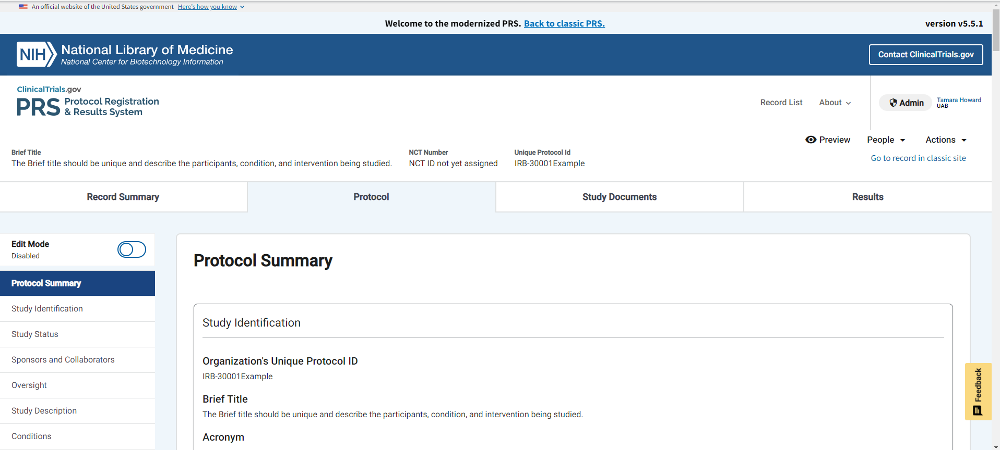 An official website of the United States government Here's how you know
Welcome to the modernized PRS. Back to classic PRS.
version v5.5.1
NIH National Library of Medicine
National Center for Biotechnology Information
Contact ClinicalTrials.gov
ClinicalTrials.gov
PRS Protocol Registration
& Results System
Record List About
Admin
Tamara Howard
UAB
Preview People Actions
Go to record in classic site
Brief Title
The Brief title should be unique and describe the participants, condition, and intervention being studied.
NCT Number
NCT ID not yet assigned
Unique Protocol Id
IRB-30001Example
Record Summary Protocol Study Documents Results
Edit Mode
Disabled
Protocol Summary
Study Identification
Study Status
Sponsors and Collaborators
Oversight
Study Description
Conditions
Protocol Summary
Study Identification
Organization's Unique Protocol ID
IRB-30001Example
Brief Title
The Brief title should be unique and describe the participants, condition, and intervention being studied.
Acronym
Feedback